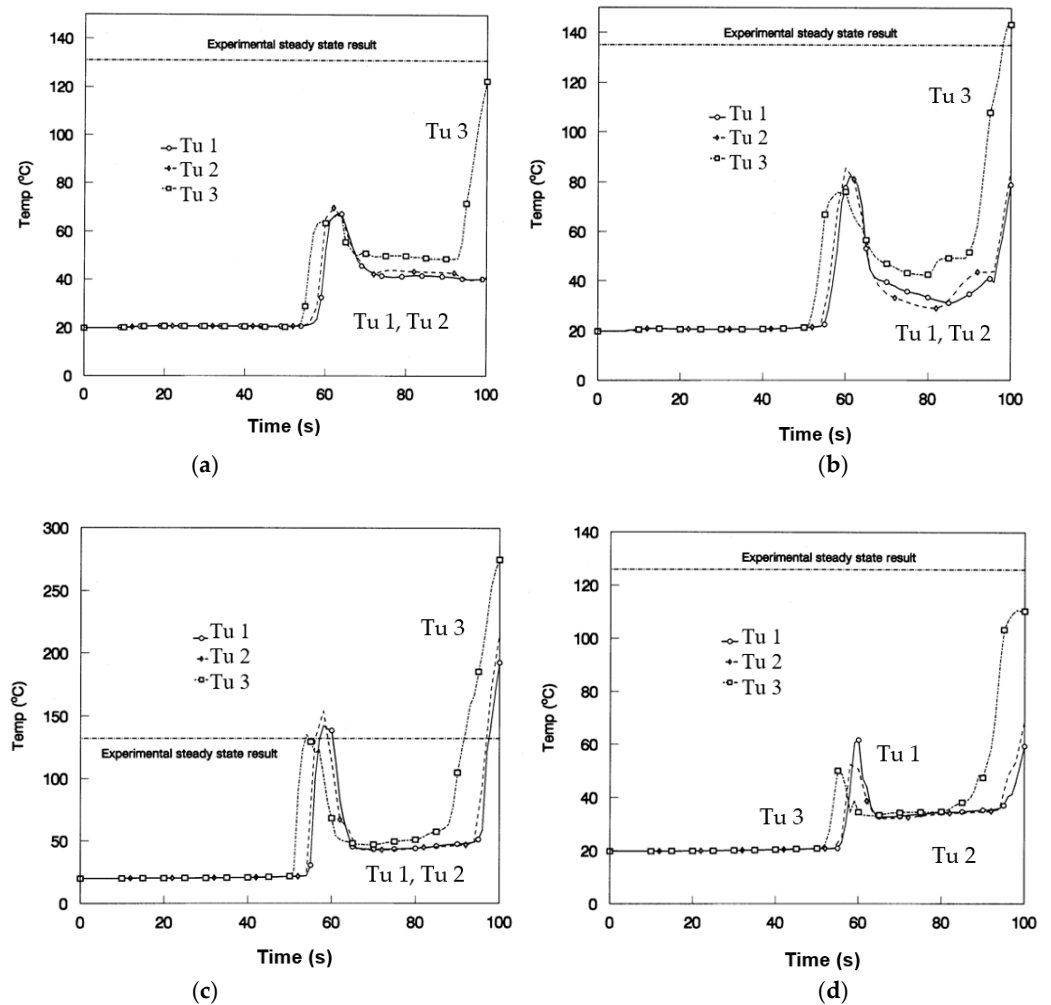 140
120
100
80
60
40
20
0
Temp (ºC)
Experimental steady state result
Tu 1
Tu 2
Tu 3
Tu 3
Tu 1, Tu 2
0 20 40 60 80 100
Time (s)
(a)
140
120
100
80
60
40
20
0
Temp (ºC)
Experimental steady state result
Tu 1
Tu 2
Tu 3
Tu 3
Tu 1, Tu 2
0 20 40 60 80 100
Time (s)
(b)
300
250
200
150
100
50
0
Temp (ºC)
Tu 1
Tu 2
Tu 3
Tu 3
Experimental steady state result
Tu 1, Tu 2
0 20 40 60 80 100
Time (s)
(c)
140
120
100
80
60
40
20
0
Temp (ºC)
Experimental steady state result
Tu 1
Tu 2
Tu 3
Tu 1
Tu 3
Tu 2
0 20 40 60 80 100
Time (s)
(d)